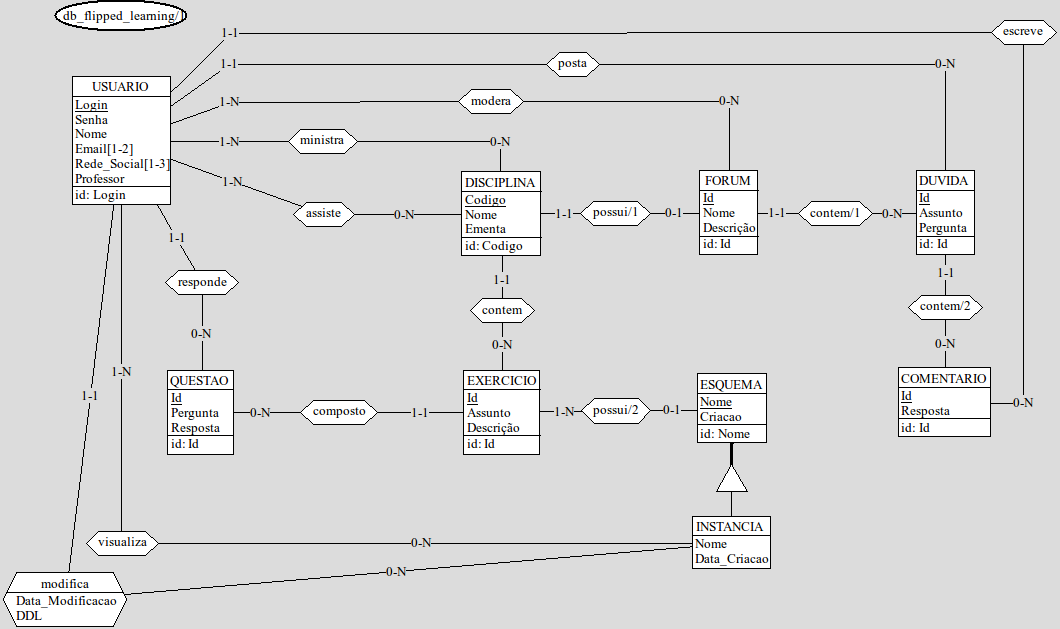 db_flipped_learning/
1-1
escreve
1-1
posta
0-N
USUARIO
Login
Senha
Nome
Email[1-2]
Rede_Social[1-3]
Professor
id: Login
1-N
modera
0-N
1-N
ministra
0-N
1-N
assiste
0-N
DISCIPLINA
Codigo
Nome
Ementa
id: Codigo
1-1
possui/1
0-1
FORUM
Id
Nome
Descrição
id: Id
1-1
contem/1
0-N
DUVIDA
Id
Assunto
Pergunta
id: Id
1-1
responde
0-N
1-1
contem
0-N
1-1
contem/2
0-N
1-N
1-1
QUESTAO
Id
Pergunta
Resposta
id: Id
0-N
composto
1-1
EXERCICIO
Id
Assunto
Descrição
id: Id
1-N
possui/2
0-1
ESQUEMA
Nome
Criacao
id: Nome
COMENTARIO
Id
Resposta
id: Id
0-N
visualiza
0-N
INSTANCIA
Nome
Data_Criacao
0-N
modifica
Data_Modificacao
DDL